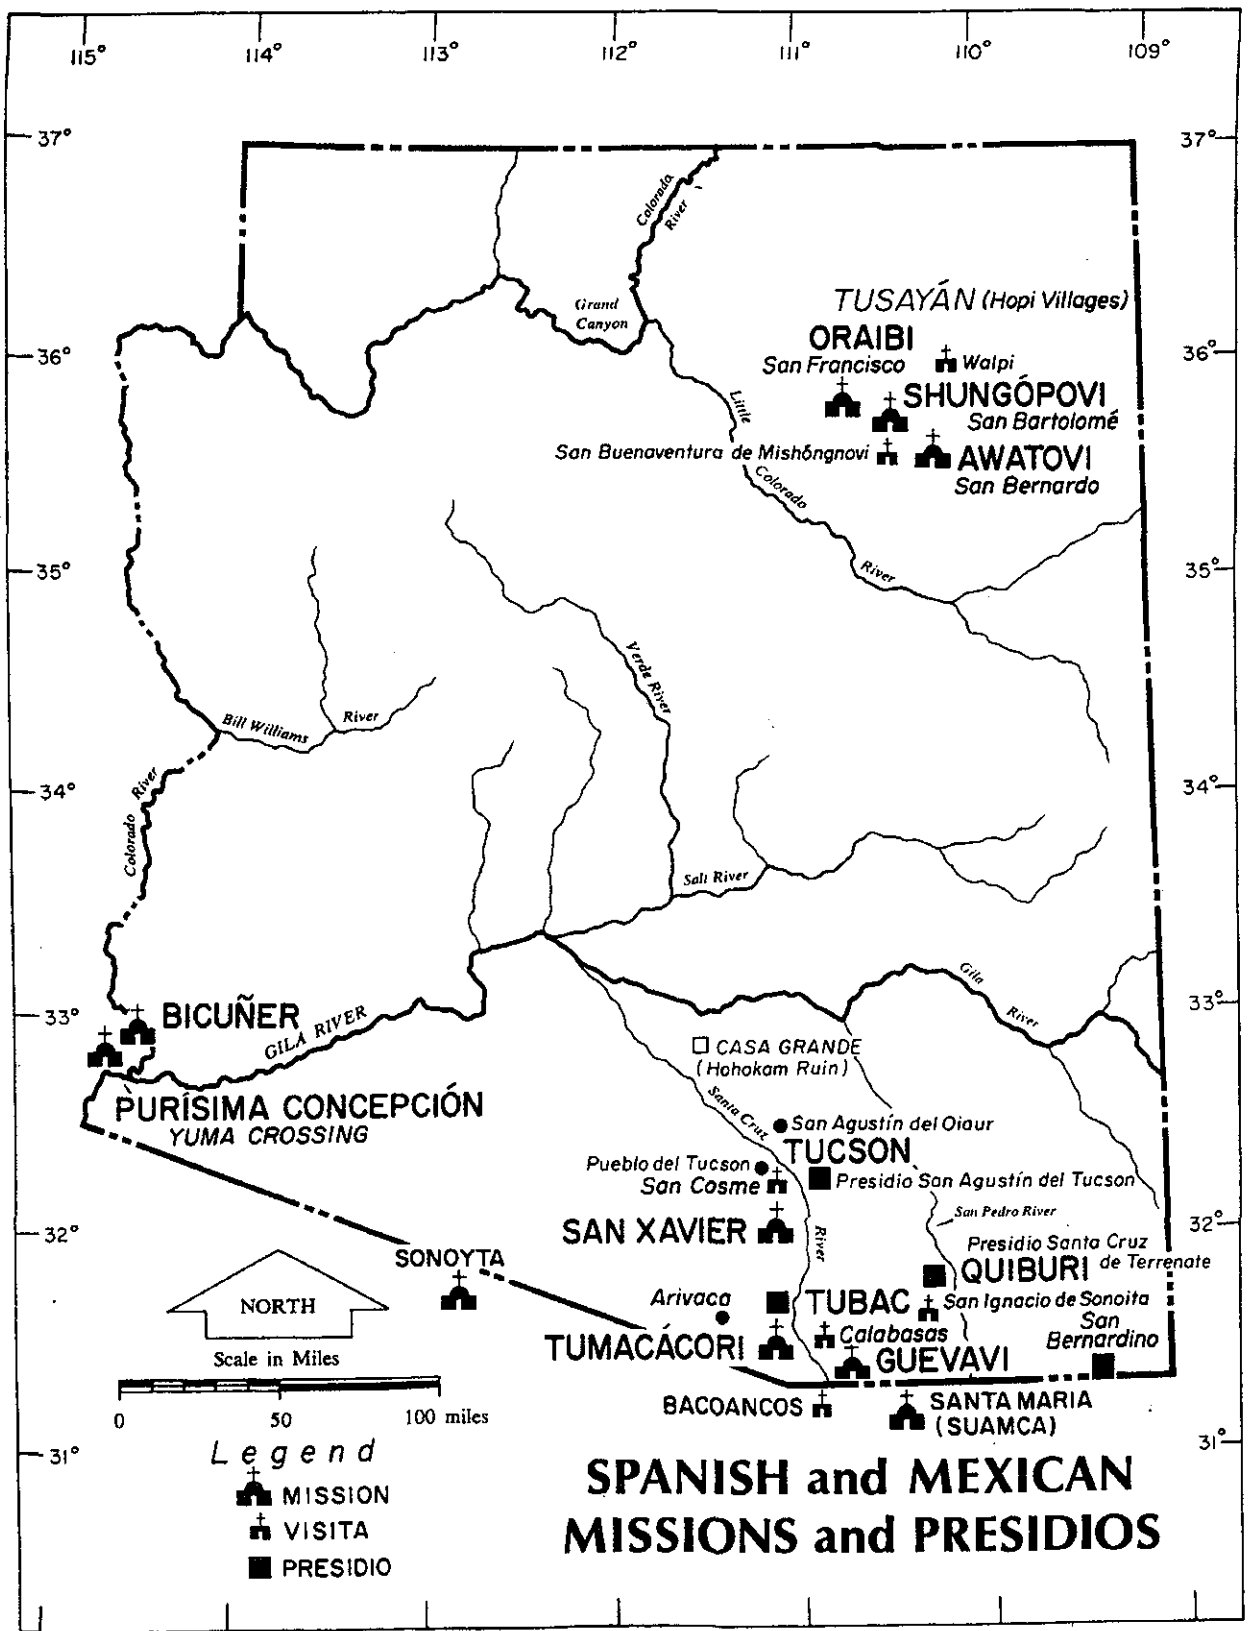 115° 114° 113° 112° 111° 110° 109°
37° 37°
Colorado
River
TUSAYÁN (Hopi Villages)
Grand
Canyon
ORAIBI
San Francisco
Walpi
36° 36°
SHUNGÓPOVI
San Bartolomé
Little
San Buenaventura de Mishóngnovi
AWATOVI
San Bernardo
Colorado
River
35° 35°
Verde River
Bill Williams River
34° 34°
Colorado River
Salt River
Gila
River
33° 33°
BICUÑER
GILA RIVER
CASA GRANDE
(Hohokam Ruin)
PURÍSIMA CONCEPCIÓN
YUMA CROSSING
Santa Cruz
San Agustín del Oiaur
TUCSON
Pueblo del Tucson
San Cosme
Presidio San Agustín del Tucson
32° 32°
San Pedro River
SAN XAVIER
River
Presidio Santa Cruz
QUIBURI de Terrenate
SONOYTA
NORTH
Arivaca
TUBAC
San Ignacio de Sonoita
San
Bernardino
TUMACÁCORI
Calabasas
GUEVAVI
Scale in Miles
0 50 100 miles
BACOANCOS
SANTA MARIA
(SUAMCA)
31° 31°
Legend
MISSION
VISITA
PRESIDIO
SPANISH and MEXICAN
MISSIONS and PRESIDIOS